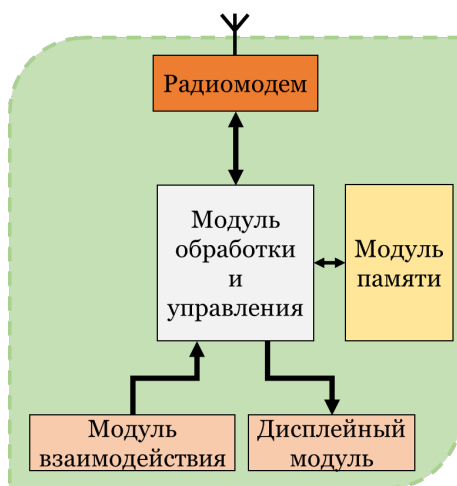 Радиомодем
Модуль
обработки
и
управления
Модуль
памяти
Модуль
взаимодействия
Дисплейный
модуль